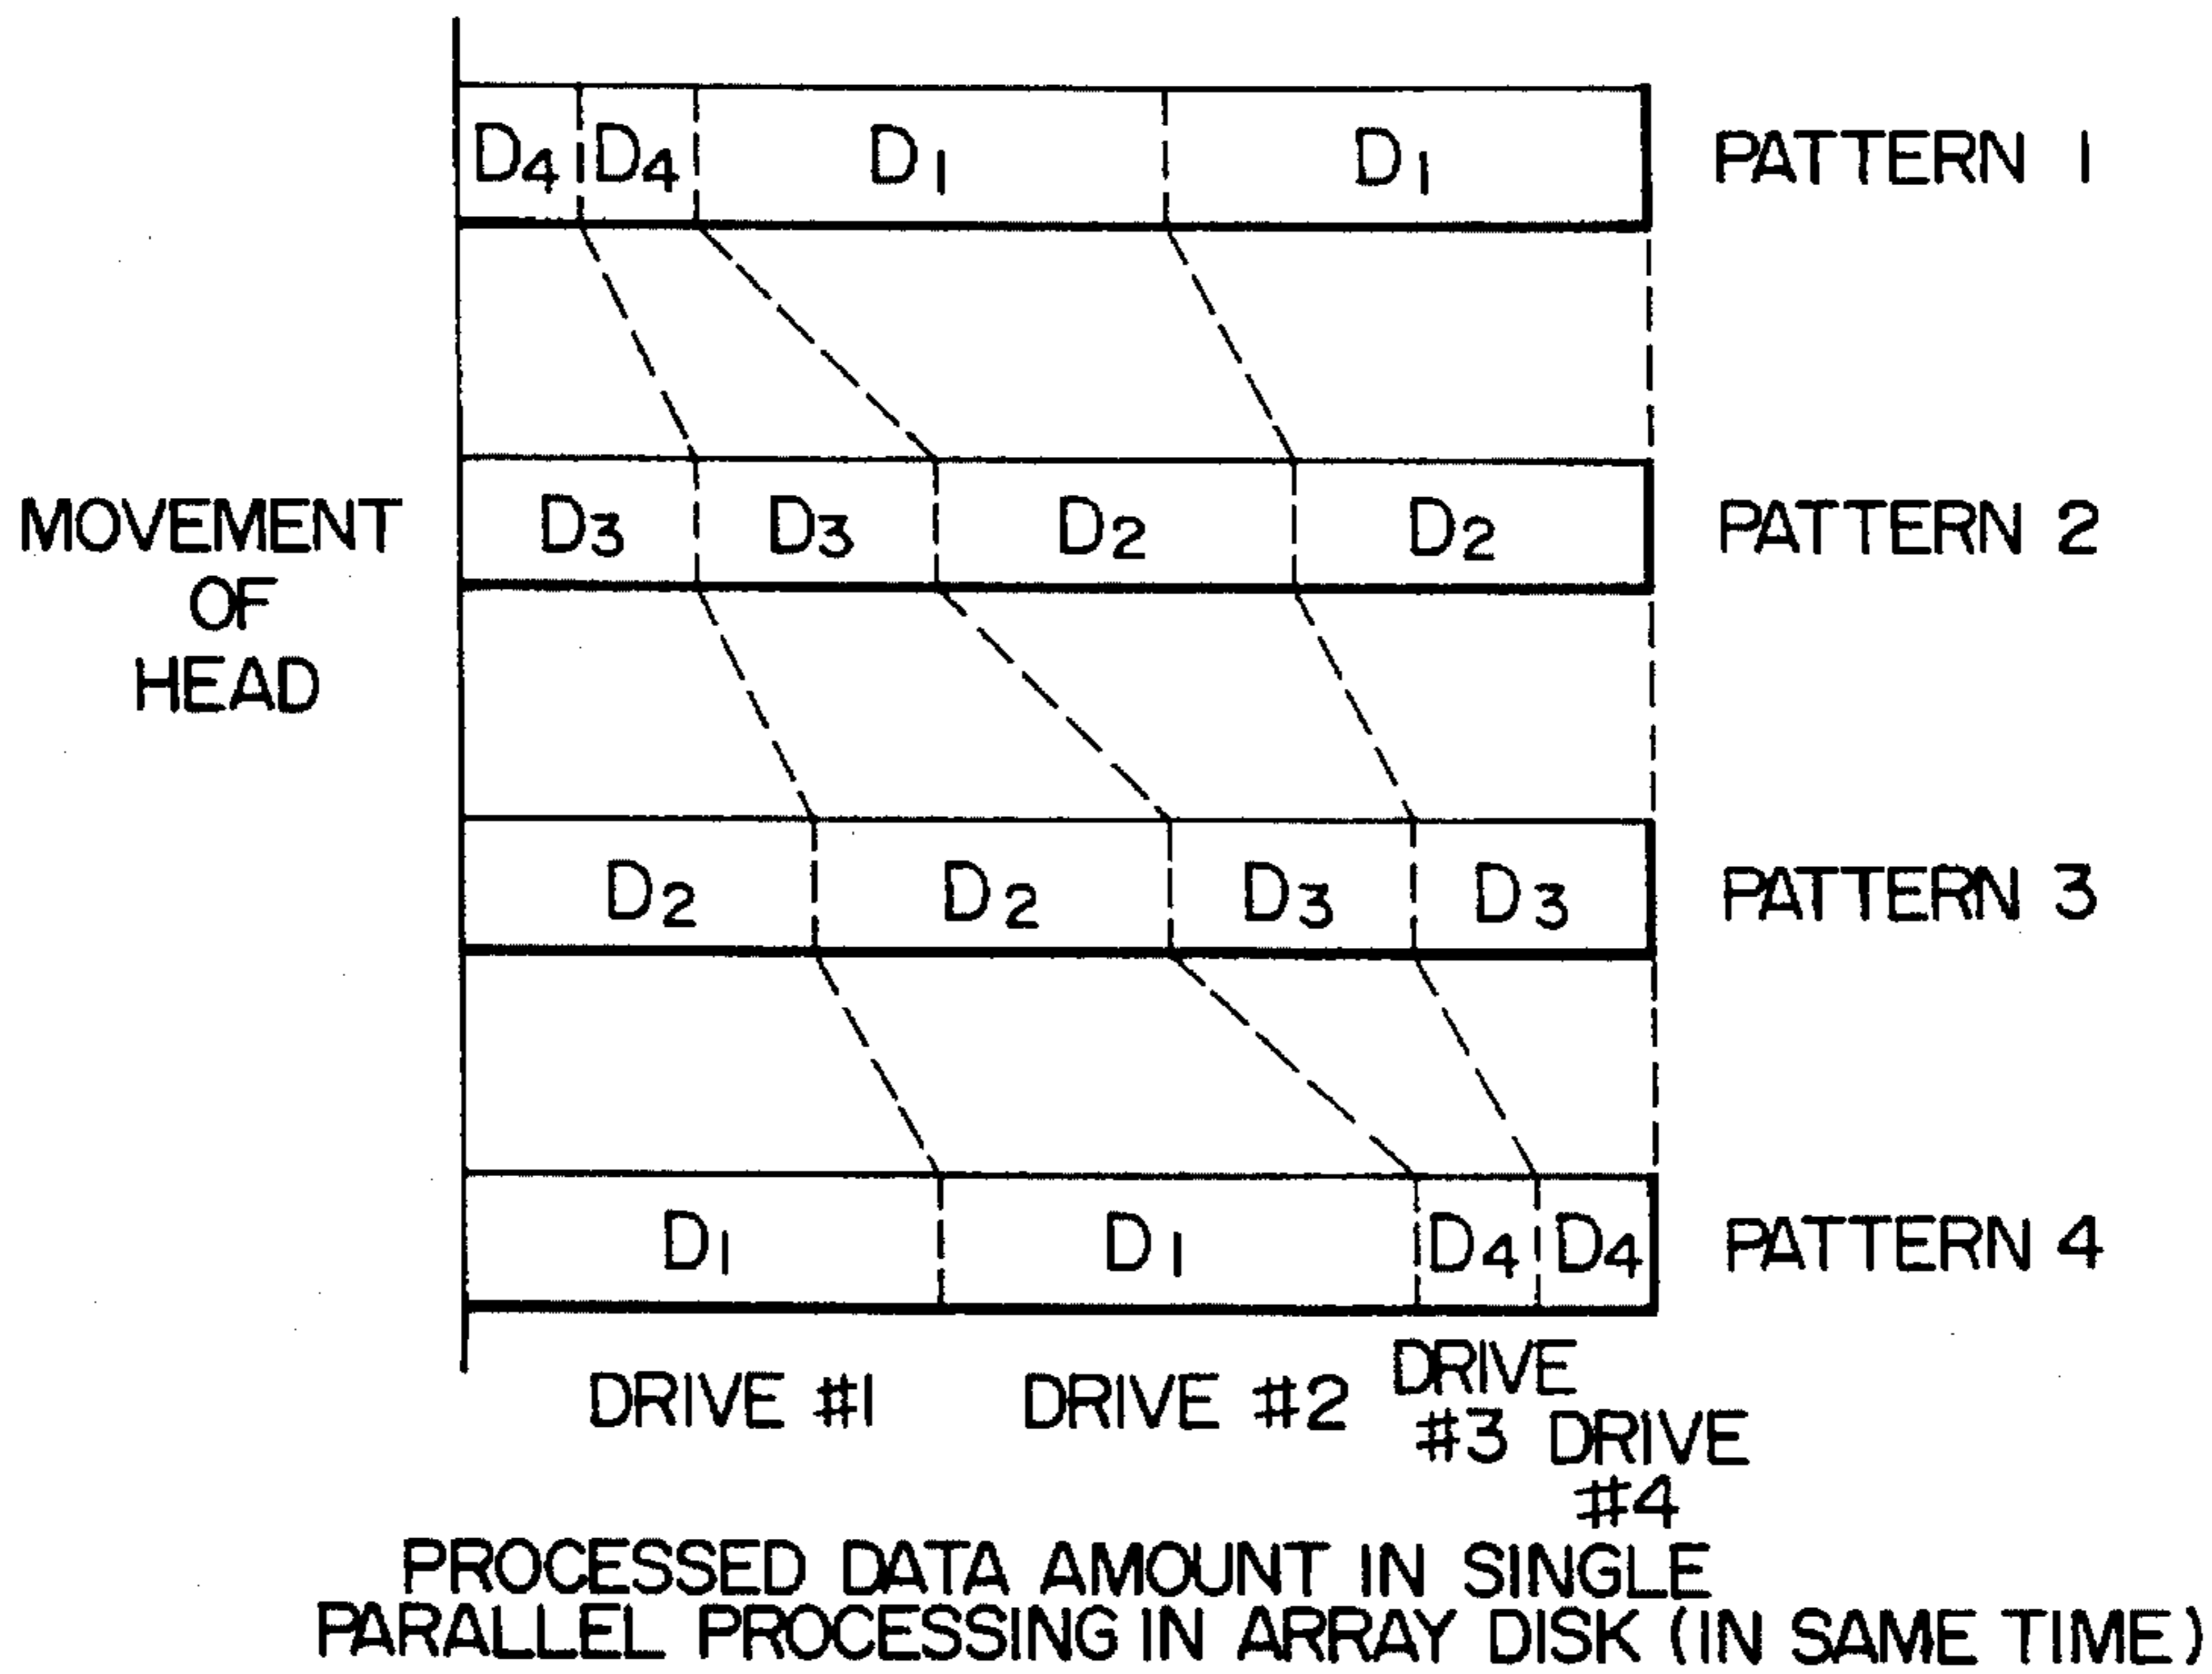 D4 D4 D1 D1 PATTERN 1
MOVEMENT
OF
HEAD
D3 D3 D2 D2 PATTERN 2
D2 D2 D3 D3 PATTERN 3
D1 D1 D4 D4 PATTERN 4
DRIVE #1 DRIVE #2 DRIVE
#3 DRIVE
#4
PROCESSED DATA AMOUNT IN SINGLE
PARALLEL PROCESSING IN ARRAY DISK (IN SAME TIME)